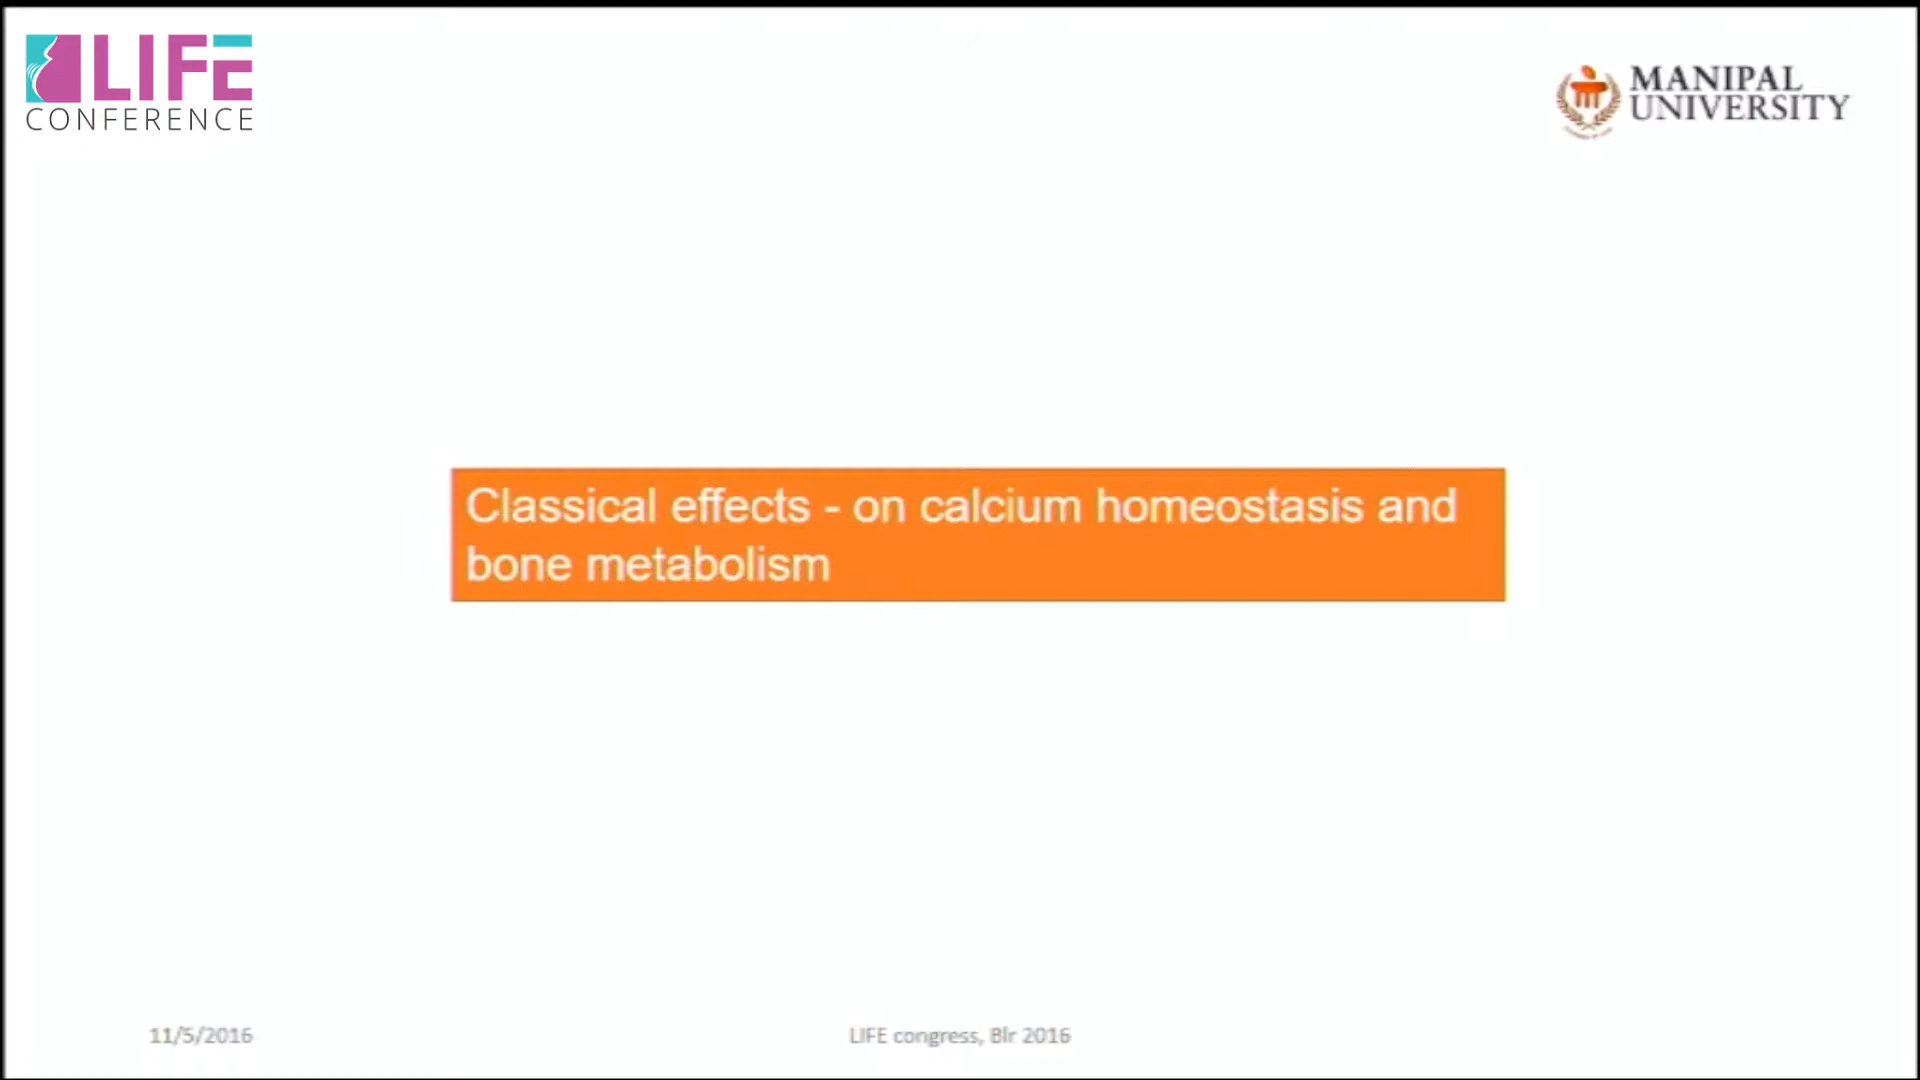 LIFE
CONFERENCE
MANIPAL
UNIVERSITY
Classical effects - on calcium homeostasis and
bone metabolism
11/5/2016
LIFE congress, Blr 2016